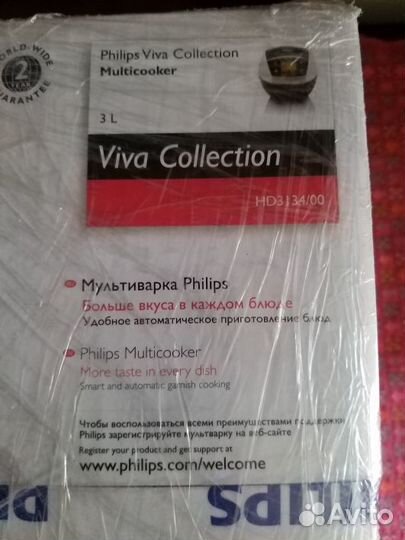 WORLD-WIDE
2
YEAR
GUARANTEE
Philips Viva Collection
Multicooker
3 L
Viva Collection
HD3134/00
Мультиварка Philips
Больше вкуса в каждом блюде
Удобное автоматическое приготовление блюд
Philips Multicooker
More taste in every dish
Smart and automatic garnish cooking
Чтобы воспользоваться всеми преимуществами поддержки
Philips зарегистрируйте мультварку на веб-сайте
Register your product and get support at
www.philips.com/welcome
PHILIPS
Avito